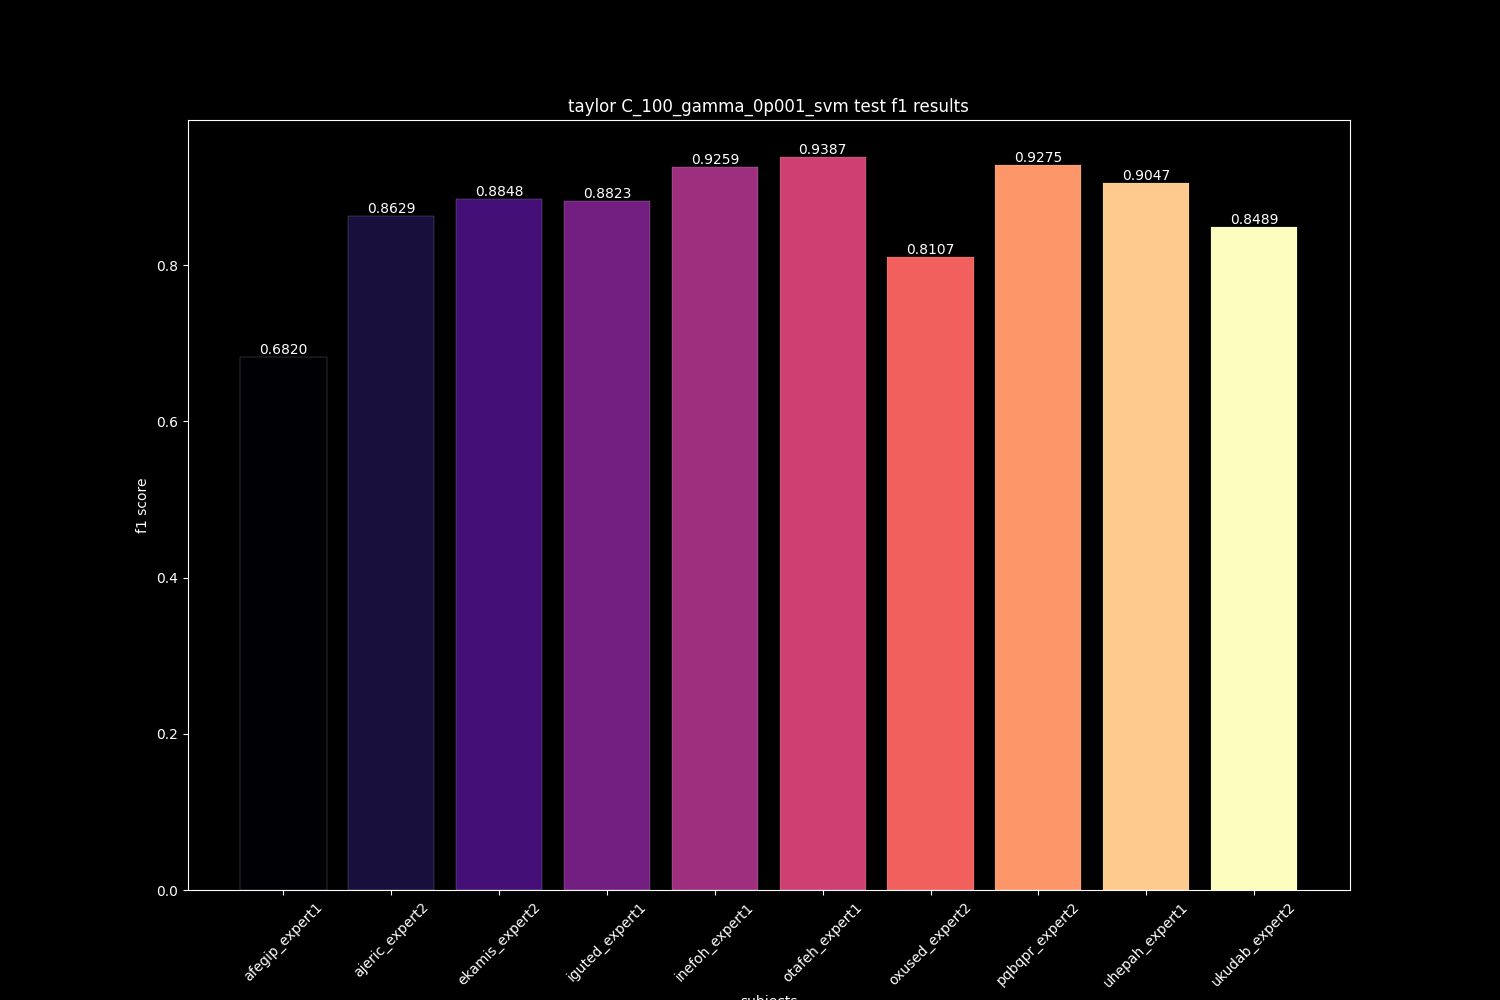 taylor C_100_gamma_0p001_svm test f1 results
0.9387
0.9259
0.9275
0.9047
0.8848
0.8823
0.8629
0.8489
0.8107
0.6820
0.8
0.6
0.4
0.2
0.0
f1 score
afegip_expert1
ajeric_expert2
ekamis_expert2
iguted_expert1
inefoh_expert1
otafeh_expert1
oxused_expert2
pqbqpr_expert2
uhepah_expert1
ukudab_expert2
subjects